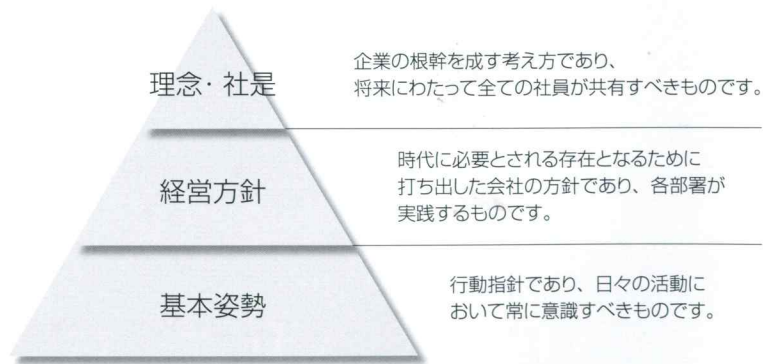 理念・社是
企業の根幹を成す考え方であり、
将来にわたって全ての社員が共有すべきものです。
経営方針
時代に必要とされる存在となるために
打ち出した会社の方針であり、各部署が
実践するものです。
基本姿勢
行動指針であり、日々の活動に
おいて常に意識すべきものです。